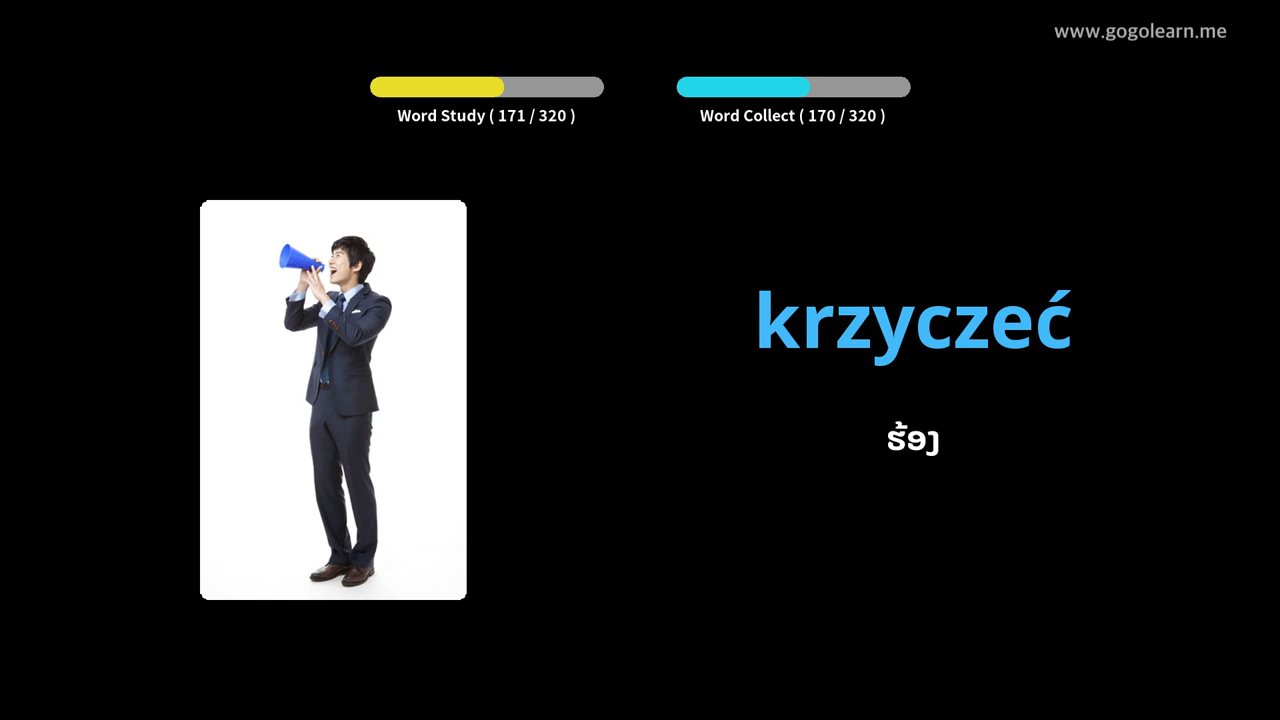 www.gogolearn.me
Word Study ( 171 / 320 )
Word Collect ( 170 / 320 )
krzyczeć
ຮ້ອງ